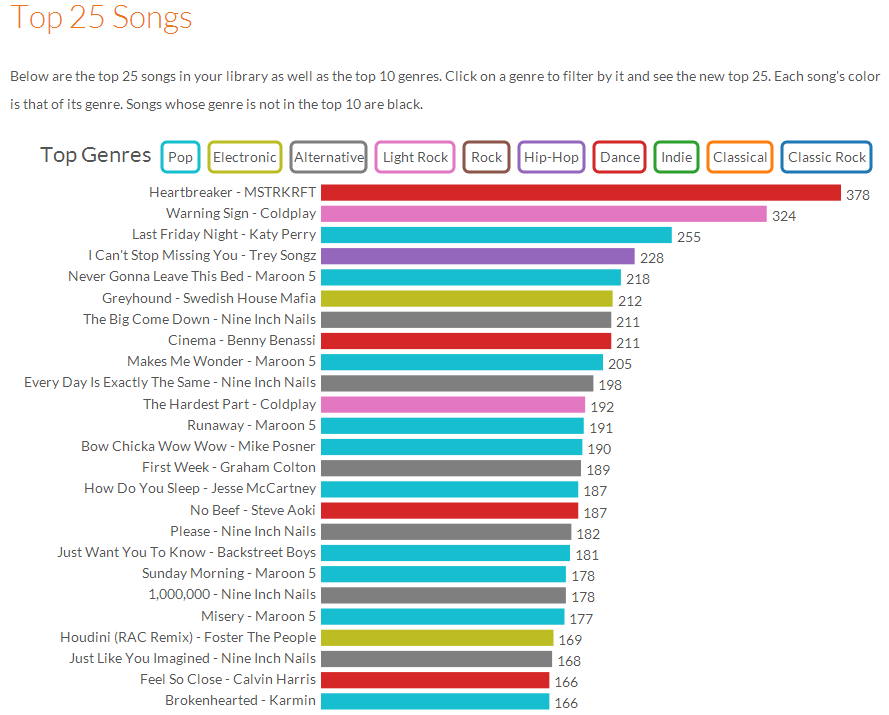 Top 25 Songs
Below are the top 25 songs in your library as well as the top 10 genres. Click on a genre to filter by it and see the new top 25. Each song's color
is that of its genre. Songs whose genre is not in the top 10 are black.
Top Genres Pop Electronic Alternative Light Rock Rock Hip-Hop Dance Indie Classical Classic Rock
Heartbreaker - MSTRKRFT 378
Warning Sign - Coldplay 324
Last Friday Night - Katy Perry 255
I Can't Stop Missing You - Trey Songz 228
Never Gonna Leave This Bed - Maroon 5 218
Greyhound - Swedish House Mafia 212
The Big Come Down - Nine Inch Nails 211
Cinema - Benny Benassi 211
Makes Me Wonder - Maroon 5 205
Every Day Is Exactly The Same - Nine Inch Nails 198
The Hardest Part - Coldplay 192
Runaway - Maroon 5 191
Bow Chicka Wow Wow - Mike Posner 190
First Week - Graham Colton 189
How Do You Sleep - Jesse McCartney 187
No Beef - Steve Aoki 187
Please - Nine Inch Nails 182
Just Want You To Know - Backstreet Boys 181
Sunday Morning - Maroon 5 178
1,000,000 - Nine Inch Nails 178
Misery - Maroon 5 177
Houdini (RAC Remix) - Foster The People 169
Just Like You Imagined - Nine Inch Nails 168
Feel So Close - Calvin Harris 166
Brokenhearted - Karmin 166